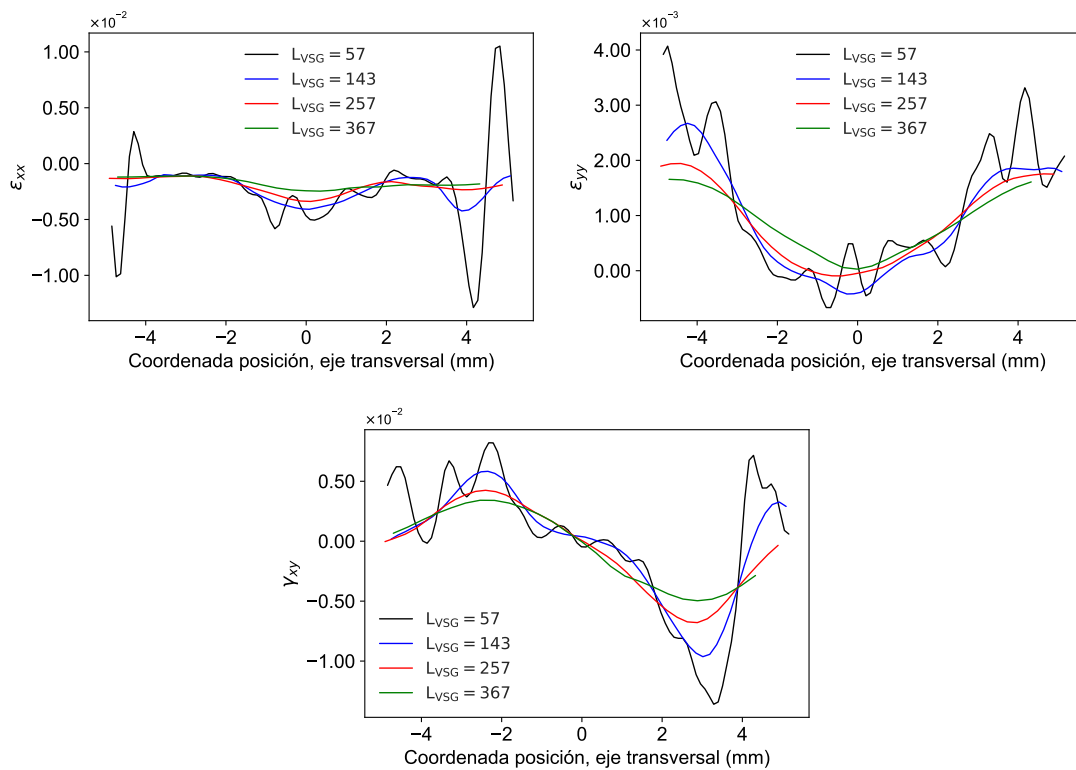 ×10⁻²
1.00
0.50
0.00
−0.50
−1.00
εxx
L_VSG = 57
L_VSG = 143
L_VSG = 257
L_VSG = 367
−4 −2 0 2 4
Coordenada posición, eje transversal (mm)
×10⁻³
4.00
3.00
2.00
1.00
0.00
εyy
L_VSG = 57
L_VSG = 143
L_VSG = 257
L_VSG = 367
−4 −2 0 2 4
Coordenada posición, eje transversal (mm)
×10⁻²
0.50
0.00
−0.50
−1.00
γxy
L_VSG = 57
L_VSG = 143
L_VSG = 257
L_VSG = 367
−4 −2 0 2 4
Coordenada posición, eje transversal (mm)